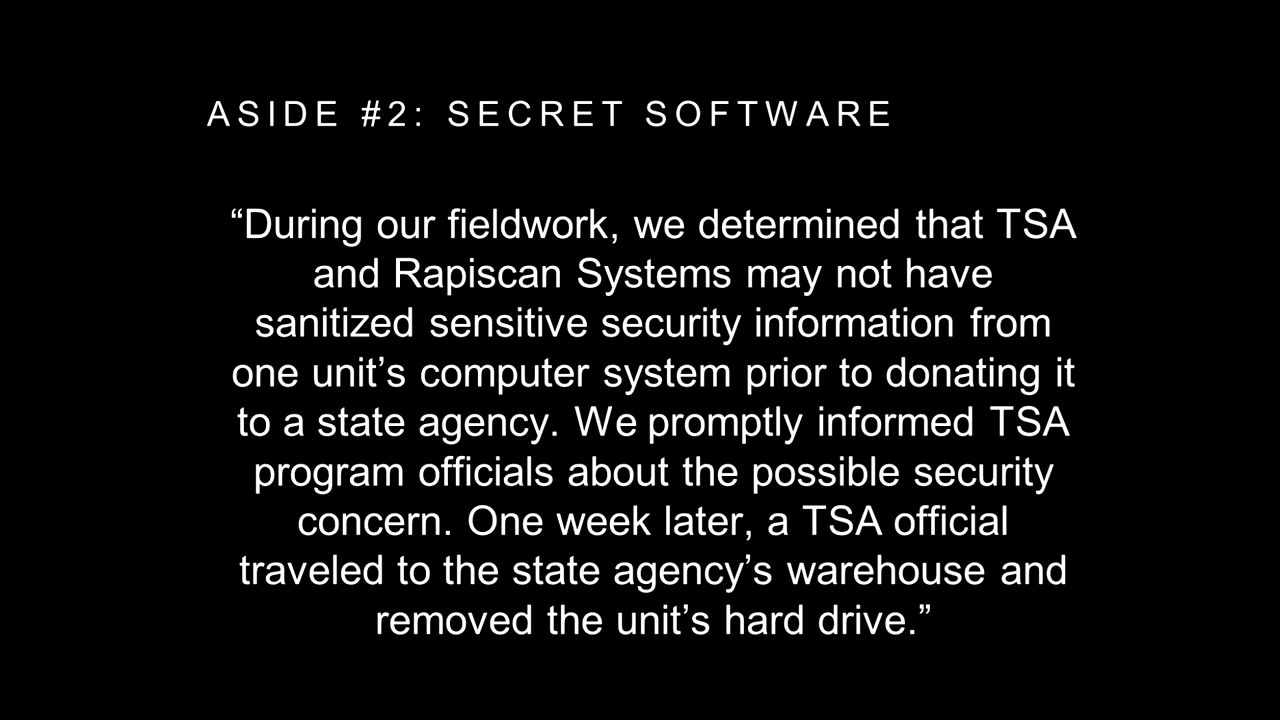 ASIDE #2: SECRET SOFTWARE
“During our fieldwork, we determined that TSA
and Rapiscan Systems may not have
sanitized sensitive security information from
one unit’s computer system prior to donating it
to a state agency. We promptly informed TSA
program officials about the possible security
concern. One week later, a TSA official
traveled to the state agency’s warehouse and
removed the unit’s hard drive.”